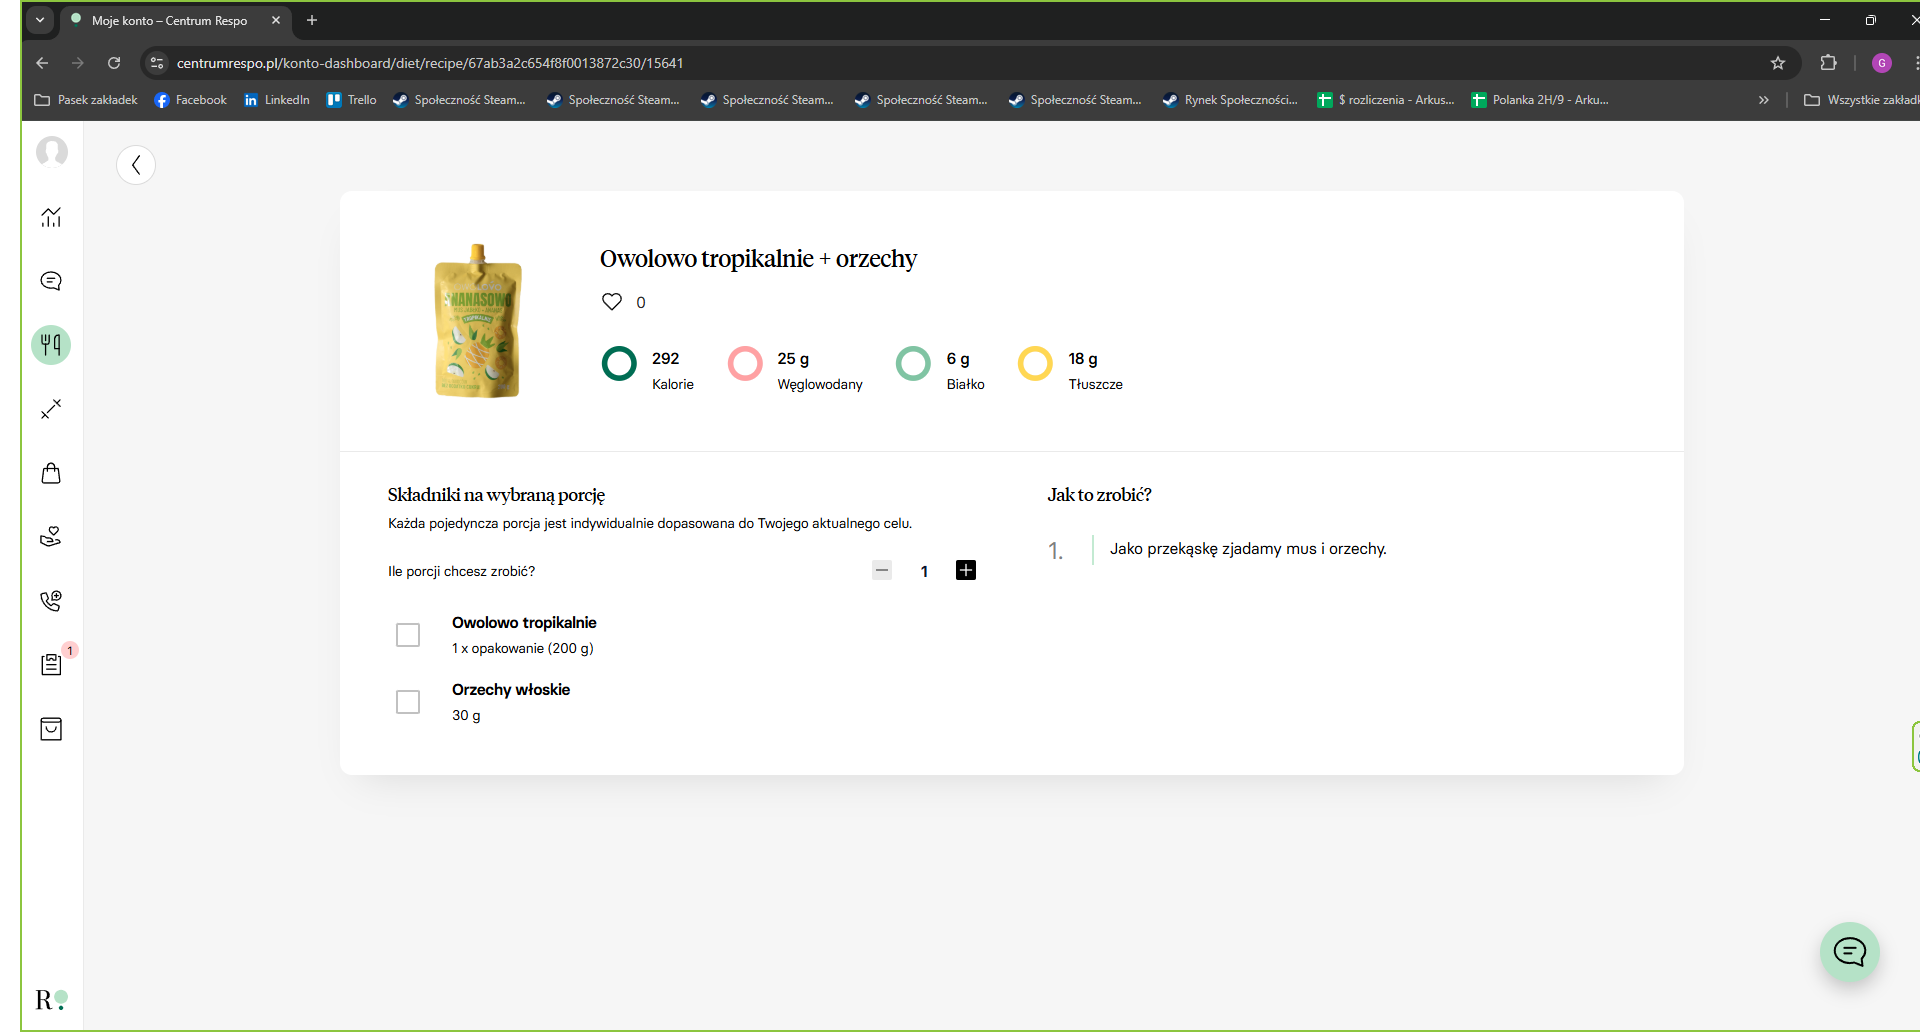 Moje konto – Centrum Respo
centrumrespo.pl/konto-dashboard/diet/recipe/67ab3a2c654f8f0013872c30/15641
G
Pasek zakładek
Facebook
LinkedIn
Trello
Społeczność Steam...
Społeczność Steam...
Społeczność Steam...
Społeczność Steam...
Społeczność Steam...
Rynek Społeczności...
$ rozliczenia - Arkus...
Polanka 2H/9 - Arku...
»
Wszystkie zakład
Owolowo tropikalnie + orzechy
0
292
Kalorie
25 g
Węglowodany
6 g
Białko
18 g
Tłuszcze
ANANASOWO
TROPIKALNIE
Składniki na wybraną porcję
Każda pojedyncza porcja jest indywidualnie dopasowana do Twojego aktualnego celu.
Ile porcji chcesz zrobić?
1
Owolowo tropikalnie
1 x opakowanie (200 g)
Orzechy włoskie
30 g
Jak to zrobić?
1.
Jako przekąskę zjadamy mus i orzechy.
1
R